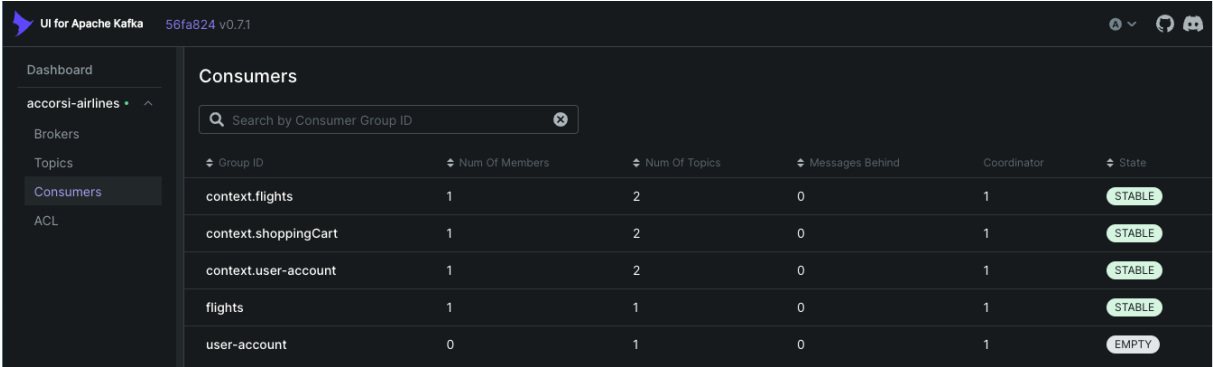 UI for Apache Kafka 56fa824 v0.7.1 A
Dashboard
accorsi-airlines
Brokers
Topics
Consumers
ACL
Consumers
Search by Consumer Group ID
Group ID Num Of Members Num Of Topics Messages Behind Coordinator State
context.flights 1 2 0 1 STABLE
context.shoppingCart 1 2 0 1 STABLE
context.user-account 1 2 0 1 STABLE
flights 1 1 0 1 STABLE
user-account 0 1 0 1 EMPTY